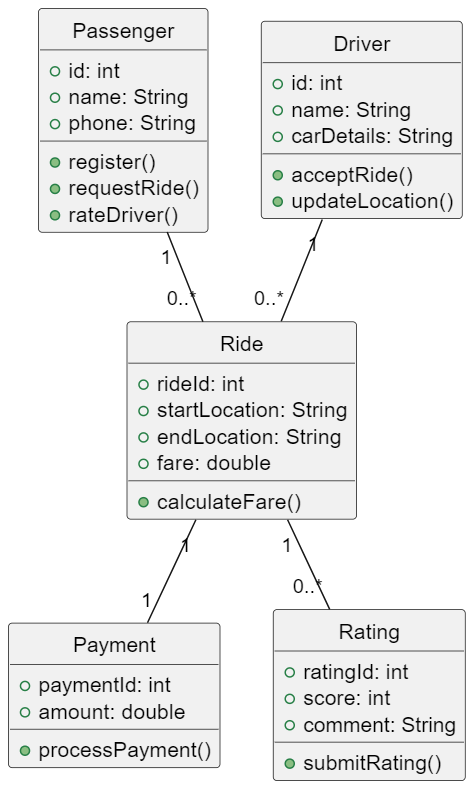 Passenger
id: int
name: String
phone: String
register()
requestRide()
rateDriver()
Driver
id: int
name: String
carDetails: String
acceptRide()
updateLocation()
1
1
0..*
0..*
Ride
rideId: int
startLocation: String
endLocation: String
fare: double
calculateFare()
1
1
1
0..*
Payment
paymentId: int
amount: double
processPayment()
Rating
ratingId: int
score: int
comment: String
submitRating()